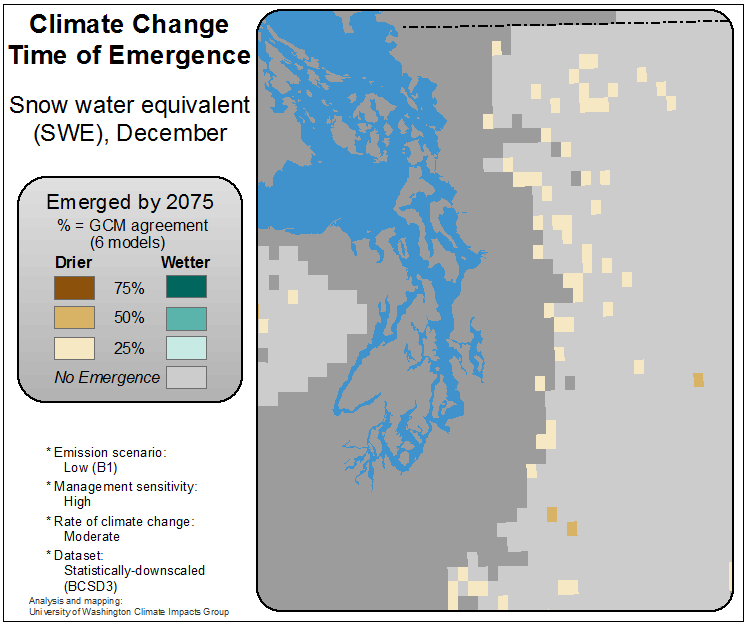 Climate Change
Time of Emergence
Snow water equivalent
(SWE), December
Emerged by 2075
% = GCM agreement
(6 models)
Drier Wetter
75%
50%
25%
No Emergence
* Emission scenario:
Low (B1)
* Management sensitivity:
High
* Rate of climate change:
Moderate
* Dataset:
Statistically-downscaled
(BCSD3)
Analysis and mapping:
University of Washington Climate Impacts Group